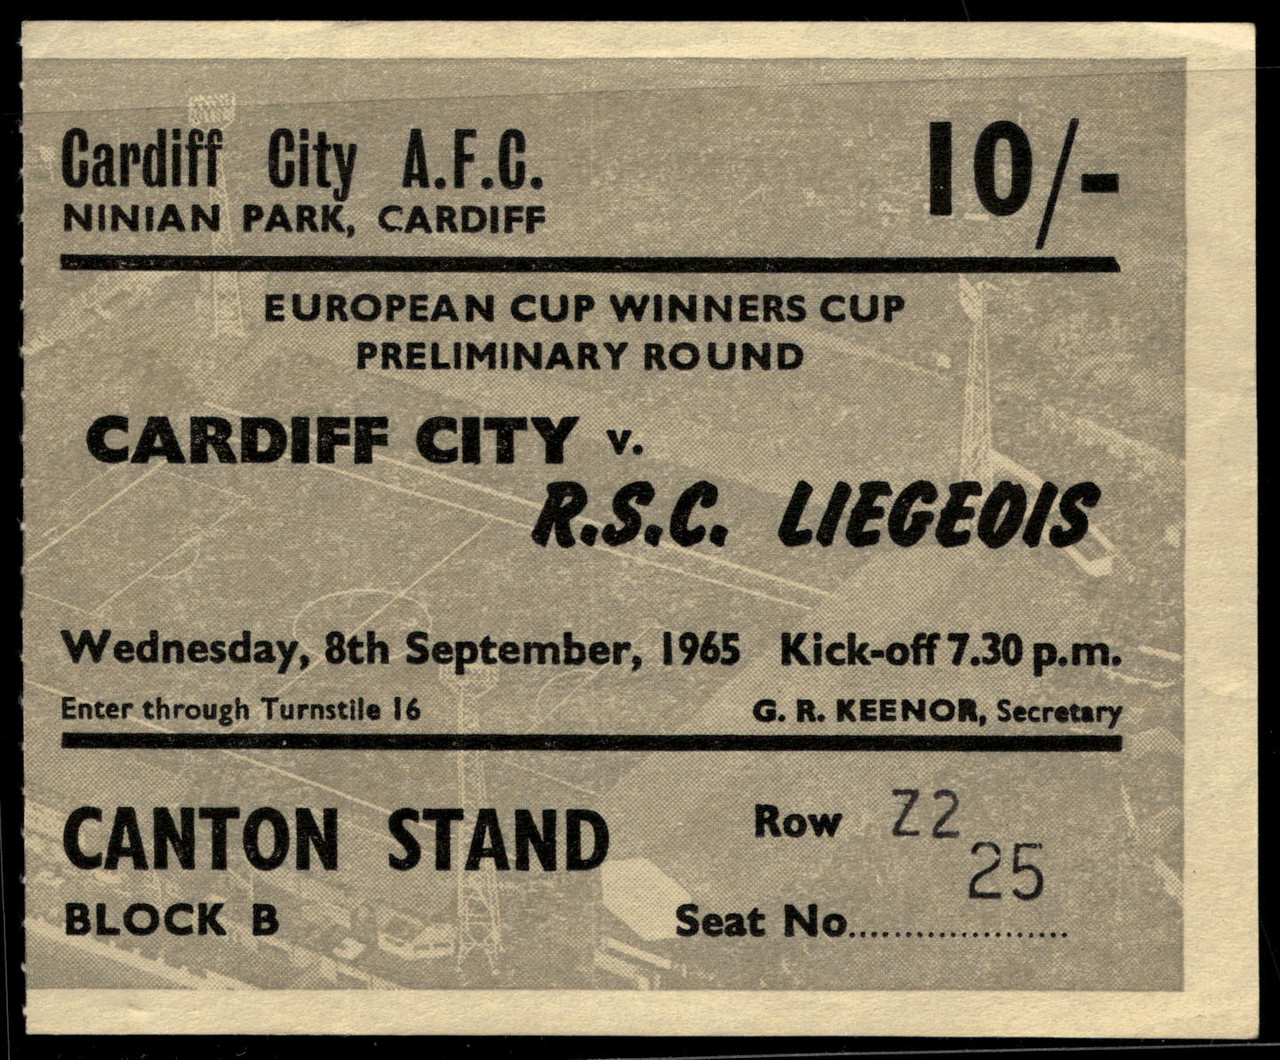 Cardiff City A.F.C.
NINIAN PARK, CARDIFF
10/-
EUROPEAN CUP WINNERS CUP
PRELIMINARY ROUND
CARDIFF CITY v.
R.S.C. LIEGEOIS
Wednesday, 8th September, 1965 Kick-off 7.30 p.m.
Enter through Turnstile 16
G. R. KEENOR, Secretary
CANTON STAND
BLOCK B
Row Z2
Seat No.................... 25